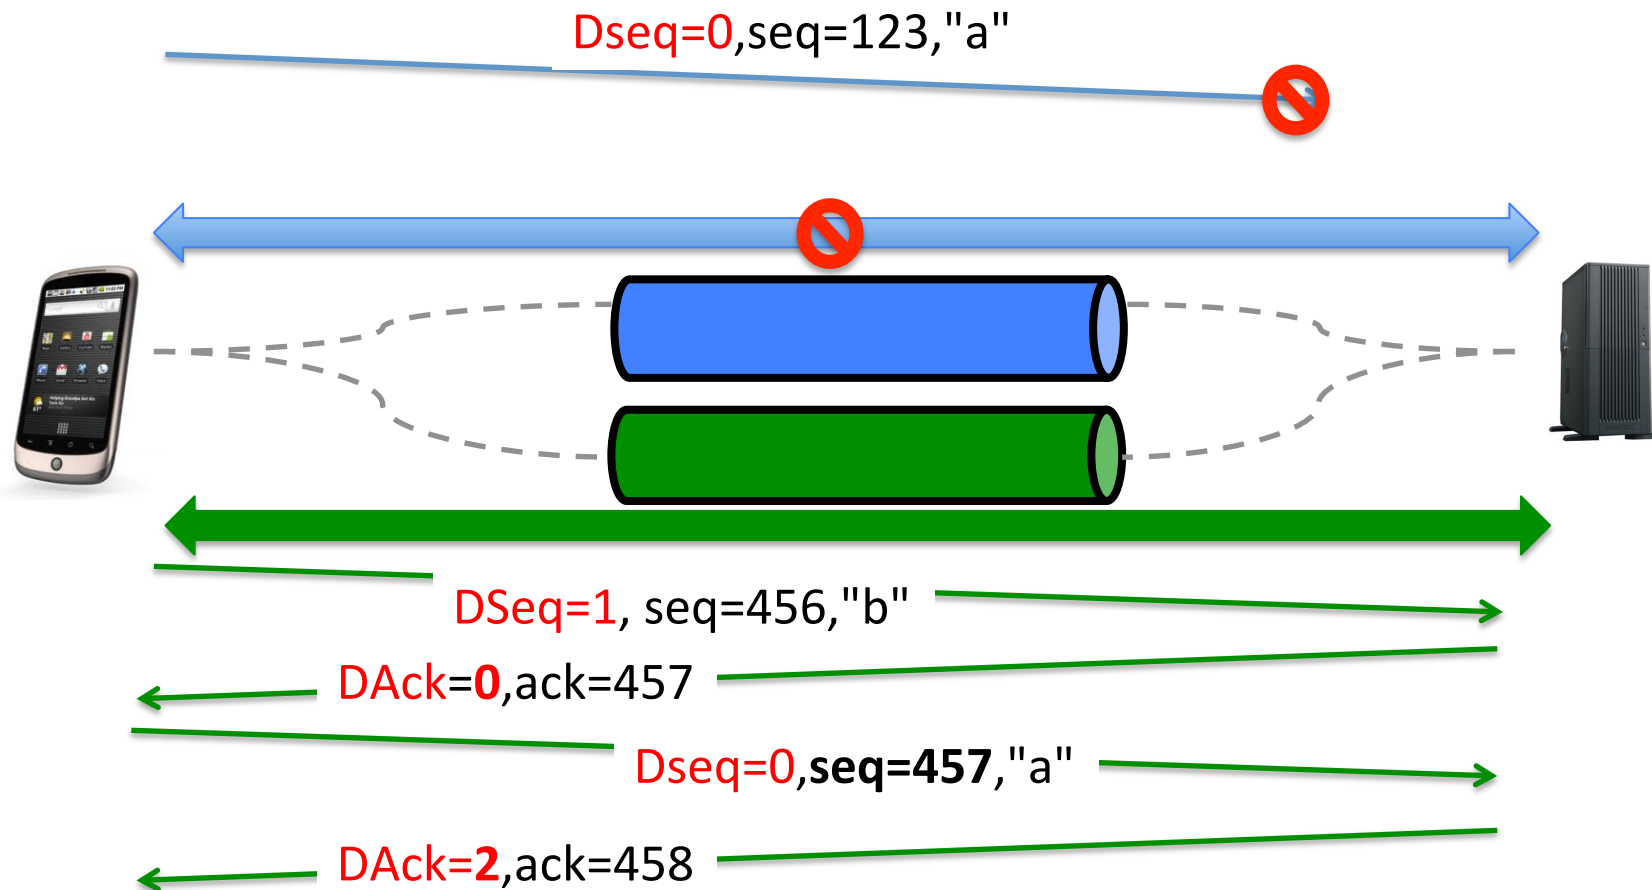 Dseq=0,seq=123,"a"
DSeq=1, seq=456,"b"
DAck=0,ack=457
Dseq=0,seq=457,"a"
DAck=2,ack=458